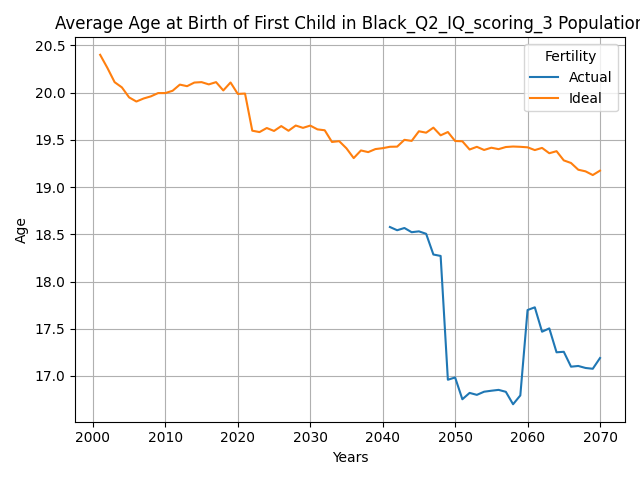 Average Age at Birth of First Child in Black_Q2_IQ_scoring_3 Population
Fertility
Actual
Ideal
20.5
20.0
19.5
19.0
18.5
18.0
17.5
17.0
Age
2000 2010 2020 2030 2040 2050 2060 2070
Years